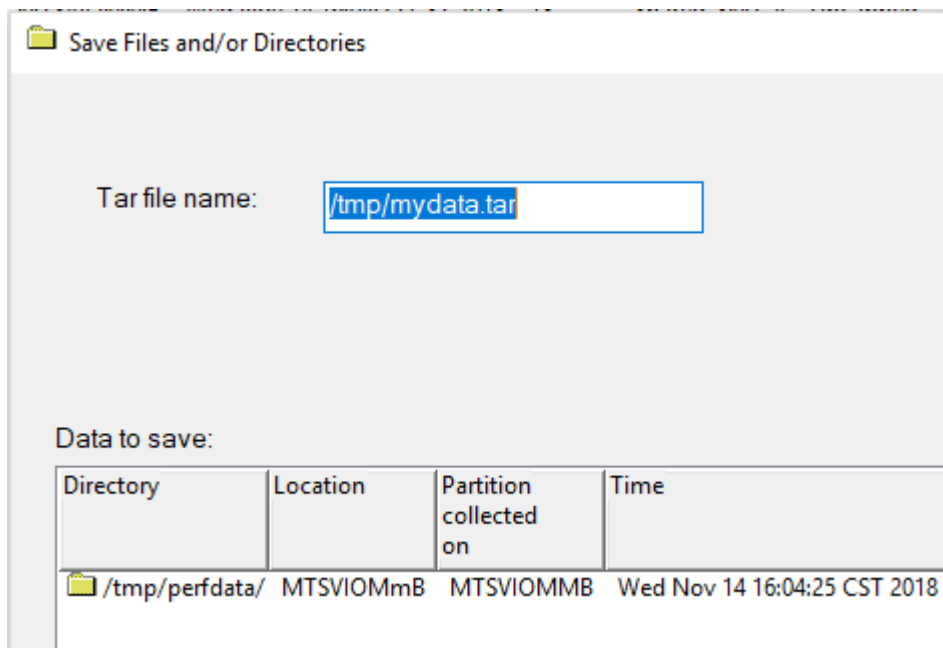 Save Files and/or Directories
Tar file name:
/tmp/mydata.tar
Data to save:
Directory Location Partition collected on Time
/tmp/perfdata/ MTSVIOMmB MTSVIOMMB Wed Nov 14 16:04:25 CST 2018